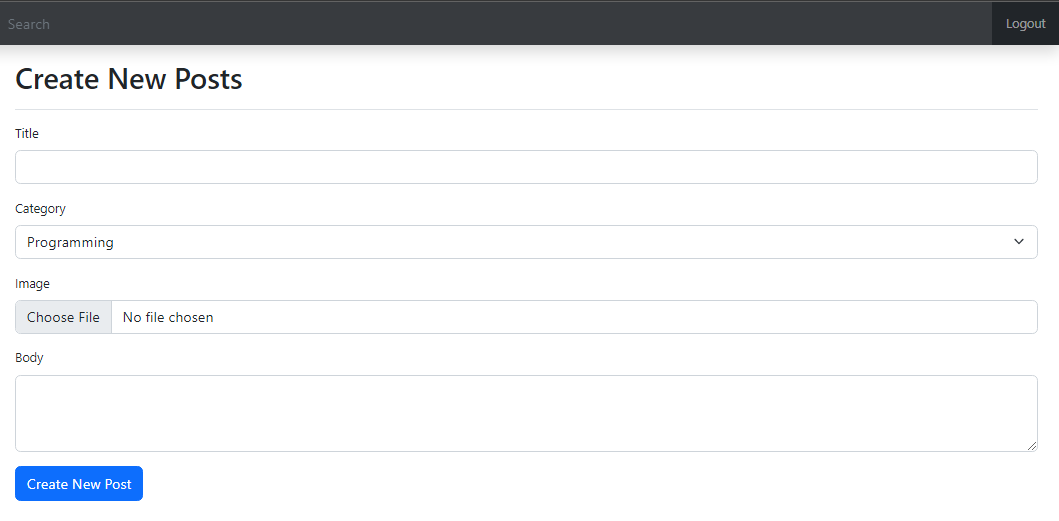 Search
Logout
Create New Posts
Title
Category
Programming
Image
Choose File No file chosen
Body
Create New Post